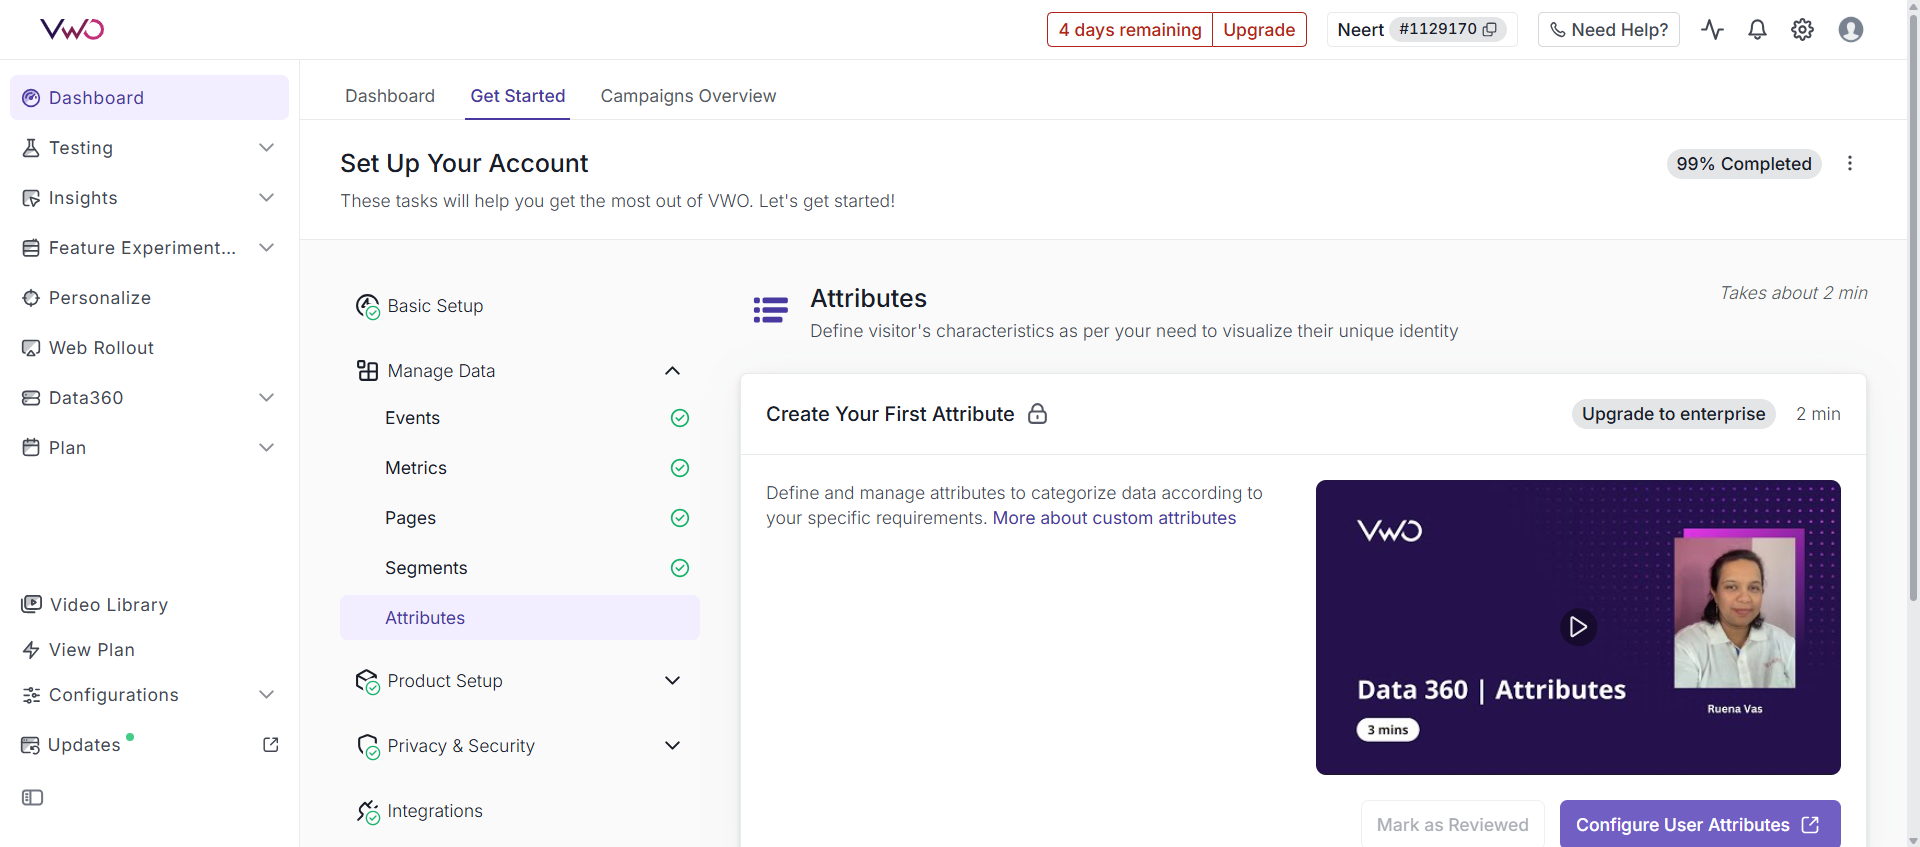 VWO
4 days remaining Upgrade
Neert #1129170
Need Help?
Dashboard
Testing
Insights
Feature Experiment...
Personalize
Web Rollout
Data360
Plan
Video Library
View Plan
Configurations
Updates
Dashboard Get Started Campaigns Overview
Set Up Your Account
99% Completed
These tasks will help you get the most out of VWO. Let's get started!
Basic Setup
Manage Data
Events
Metrics
Pages
Segments
Attributes
Product Setup
Privacy & Security
Integrations
Attributes
Takes about 2 min
Define visitor's characteristics as per your need to visualize their unique identity
Create Your First Attribute
Upgrade to enterprise 2 min
Define and manage attributes to categorize data according to
your specific requirements. More about custom attributes
VWO
Data 360 | Attributes
3 mins
Ruena Vas
Mark as Reviewed
Configure User Attributes